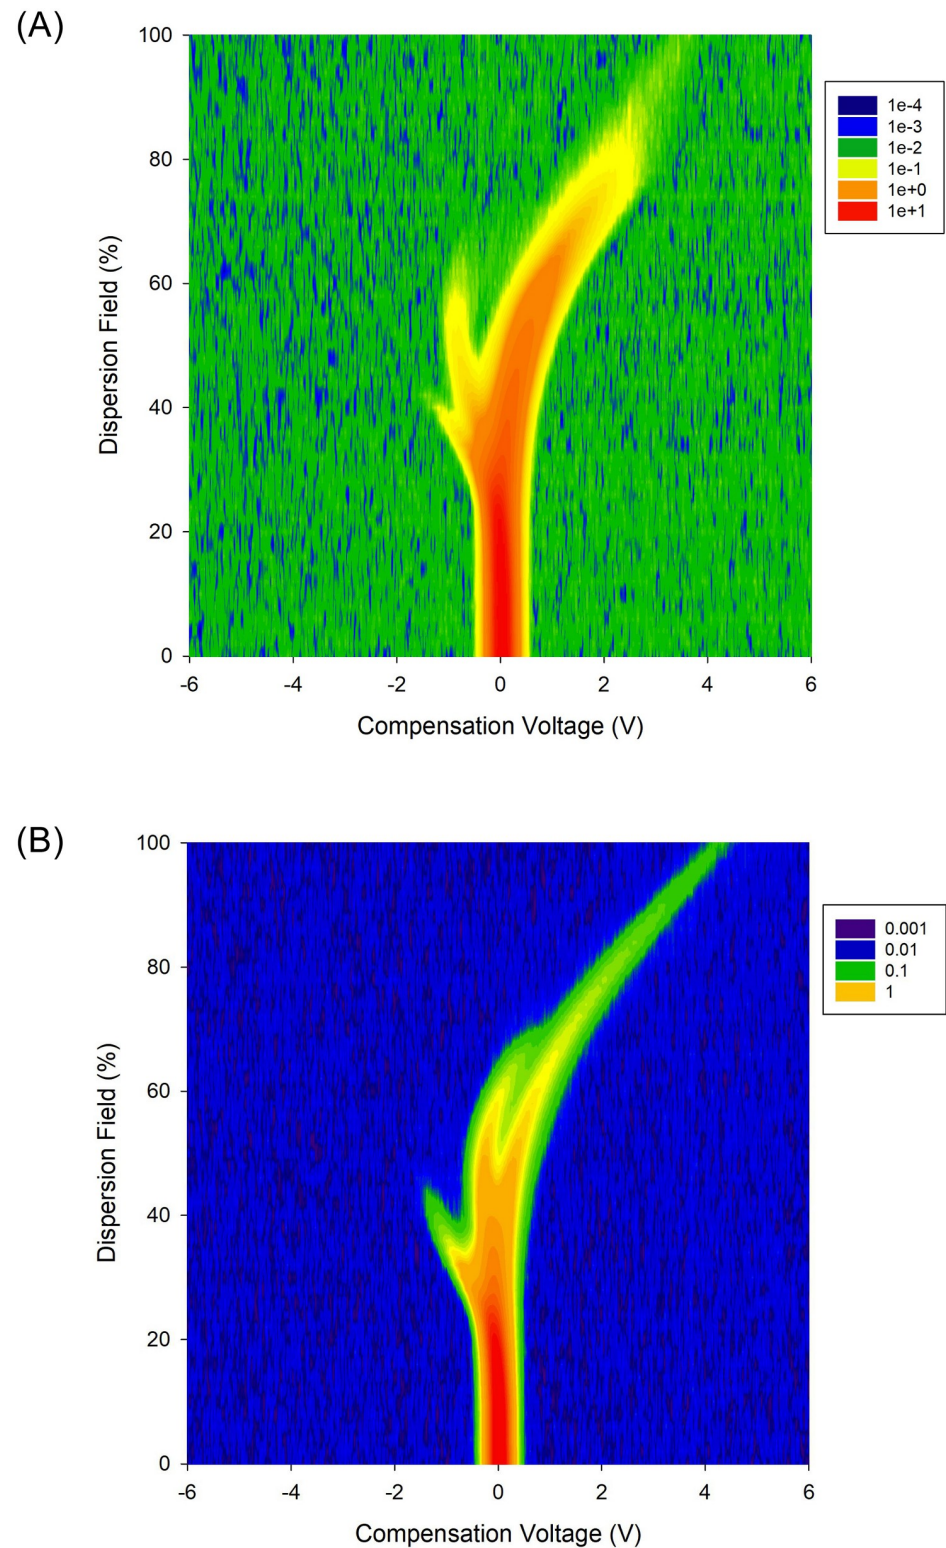 (A)
100
80
60
40
20
0
Dispersion Field (%)
-6 -4 -2 0 2 4 6
Compensation Voltage (V)
1e-4
1e-3
1e-2
1e-1
1e+0
1e+1
(B)
100
80
60
40
20
0
Dispersion Field (%)
-6 -4 -2 0 2 4 6
Compensation Voltage (V)
0.001
0.01
0.1
1